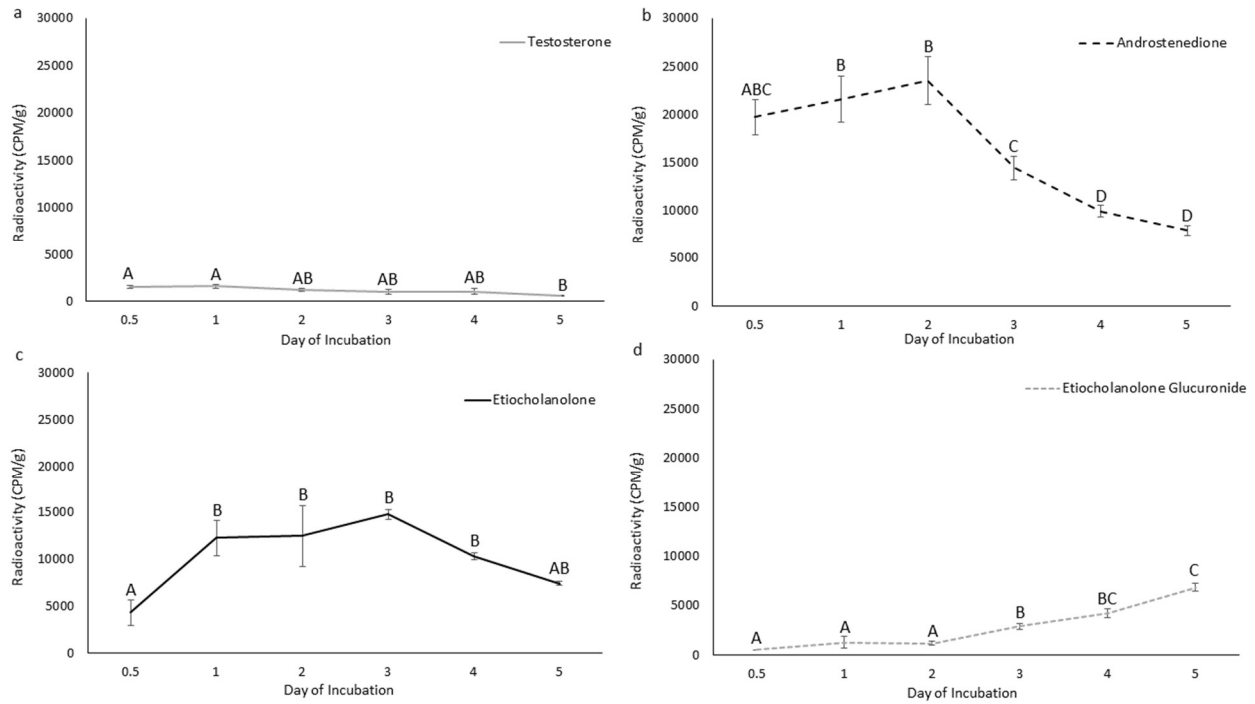 a
30000
25000
20000
15000
10000
5000
0
Radioactivity (CPM/g)
Testosterone
A
A
AB
AB
AB
B
0.5
1
2
3
4
5
Day of Incubation
b
30000
25000
20000
15000
10000
5000
0
Radioactivity (CPM/g)
Androstenedione
ABC
B
B
C
D
D
0.5
1
2
3
4
5
Day of Incubation
c
30000
25000
20000
15000
10000
5000
0
Radioactivity (CPM/g)
Etiocholanolone
A
B
B
B
B
AB
0.5
1
2
3
4
5
Day of Incubation
d
30000
25000
20000
15000
10000
5000
0
Radioactivity (CPM/g)
Etiocholanolone Glucuronide
A
A
A
B
BC
C
0.5
1
2
3
4
5
Day of Incubation